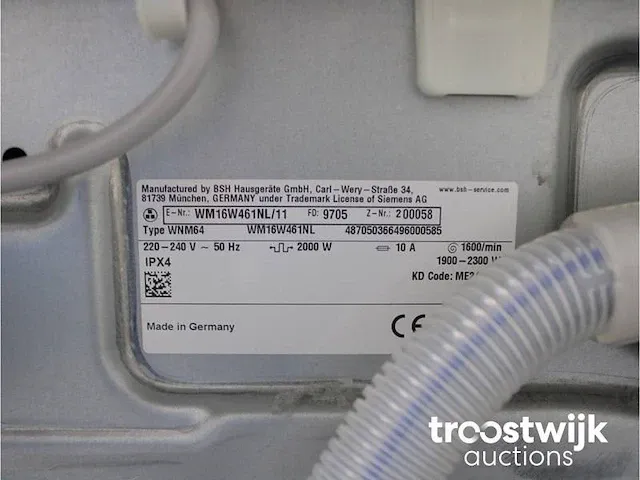 Manufactured by BSH Hausgeräte GmbH, Carl-Wery-Straße 34, www.bsh-service.com
81739 München, GERMANY under Trademark License of Siemens AG
E-Nr.: WM16W461NL/11 FD: 9705 Z-Nr.: 200058
Type WNM64 WM16W461NL 487050366496000585
220-240 V ~ 50 Hz 2000 W 10 A 1600/min
IPX4 1900-2300 W
KD Code:
Made in Germany CE
troostwijk
auctions